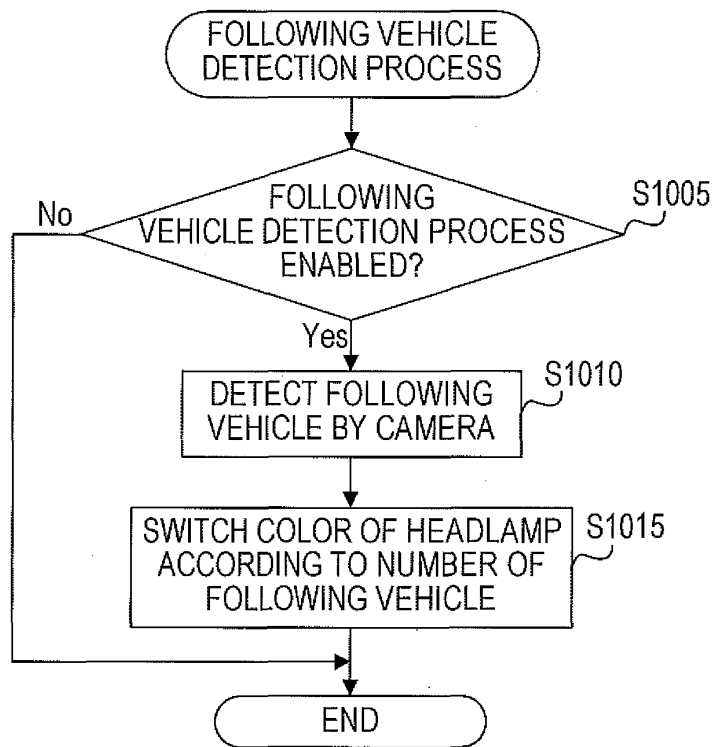 FOLLOWING VEHICLE
DETECTION PROCESS
FOLLOWING
VEHICLE DETECTION PROCESS
ENABLED?
S1005
No
Yes
DETECT FOLLOWING
VEHICLE BY CAMERA
S1010
SWITCH COLOR OF HEADLAMP
ACCORDING TO NUMBER OF
FOLLOWING VEHICLE
S1015
END